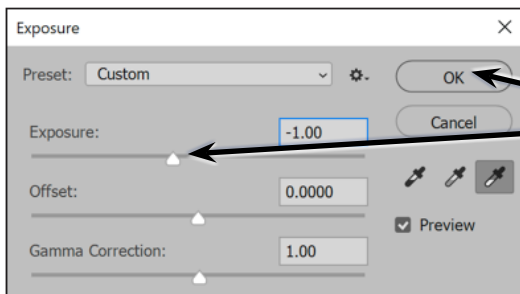 Exposure
Preset: Custom
OK
Cancel
Exposure: -1.00
Offset: 0.0000
Preview
Gamma Correction: 1.00